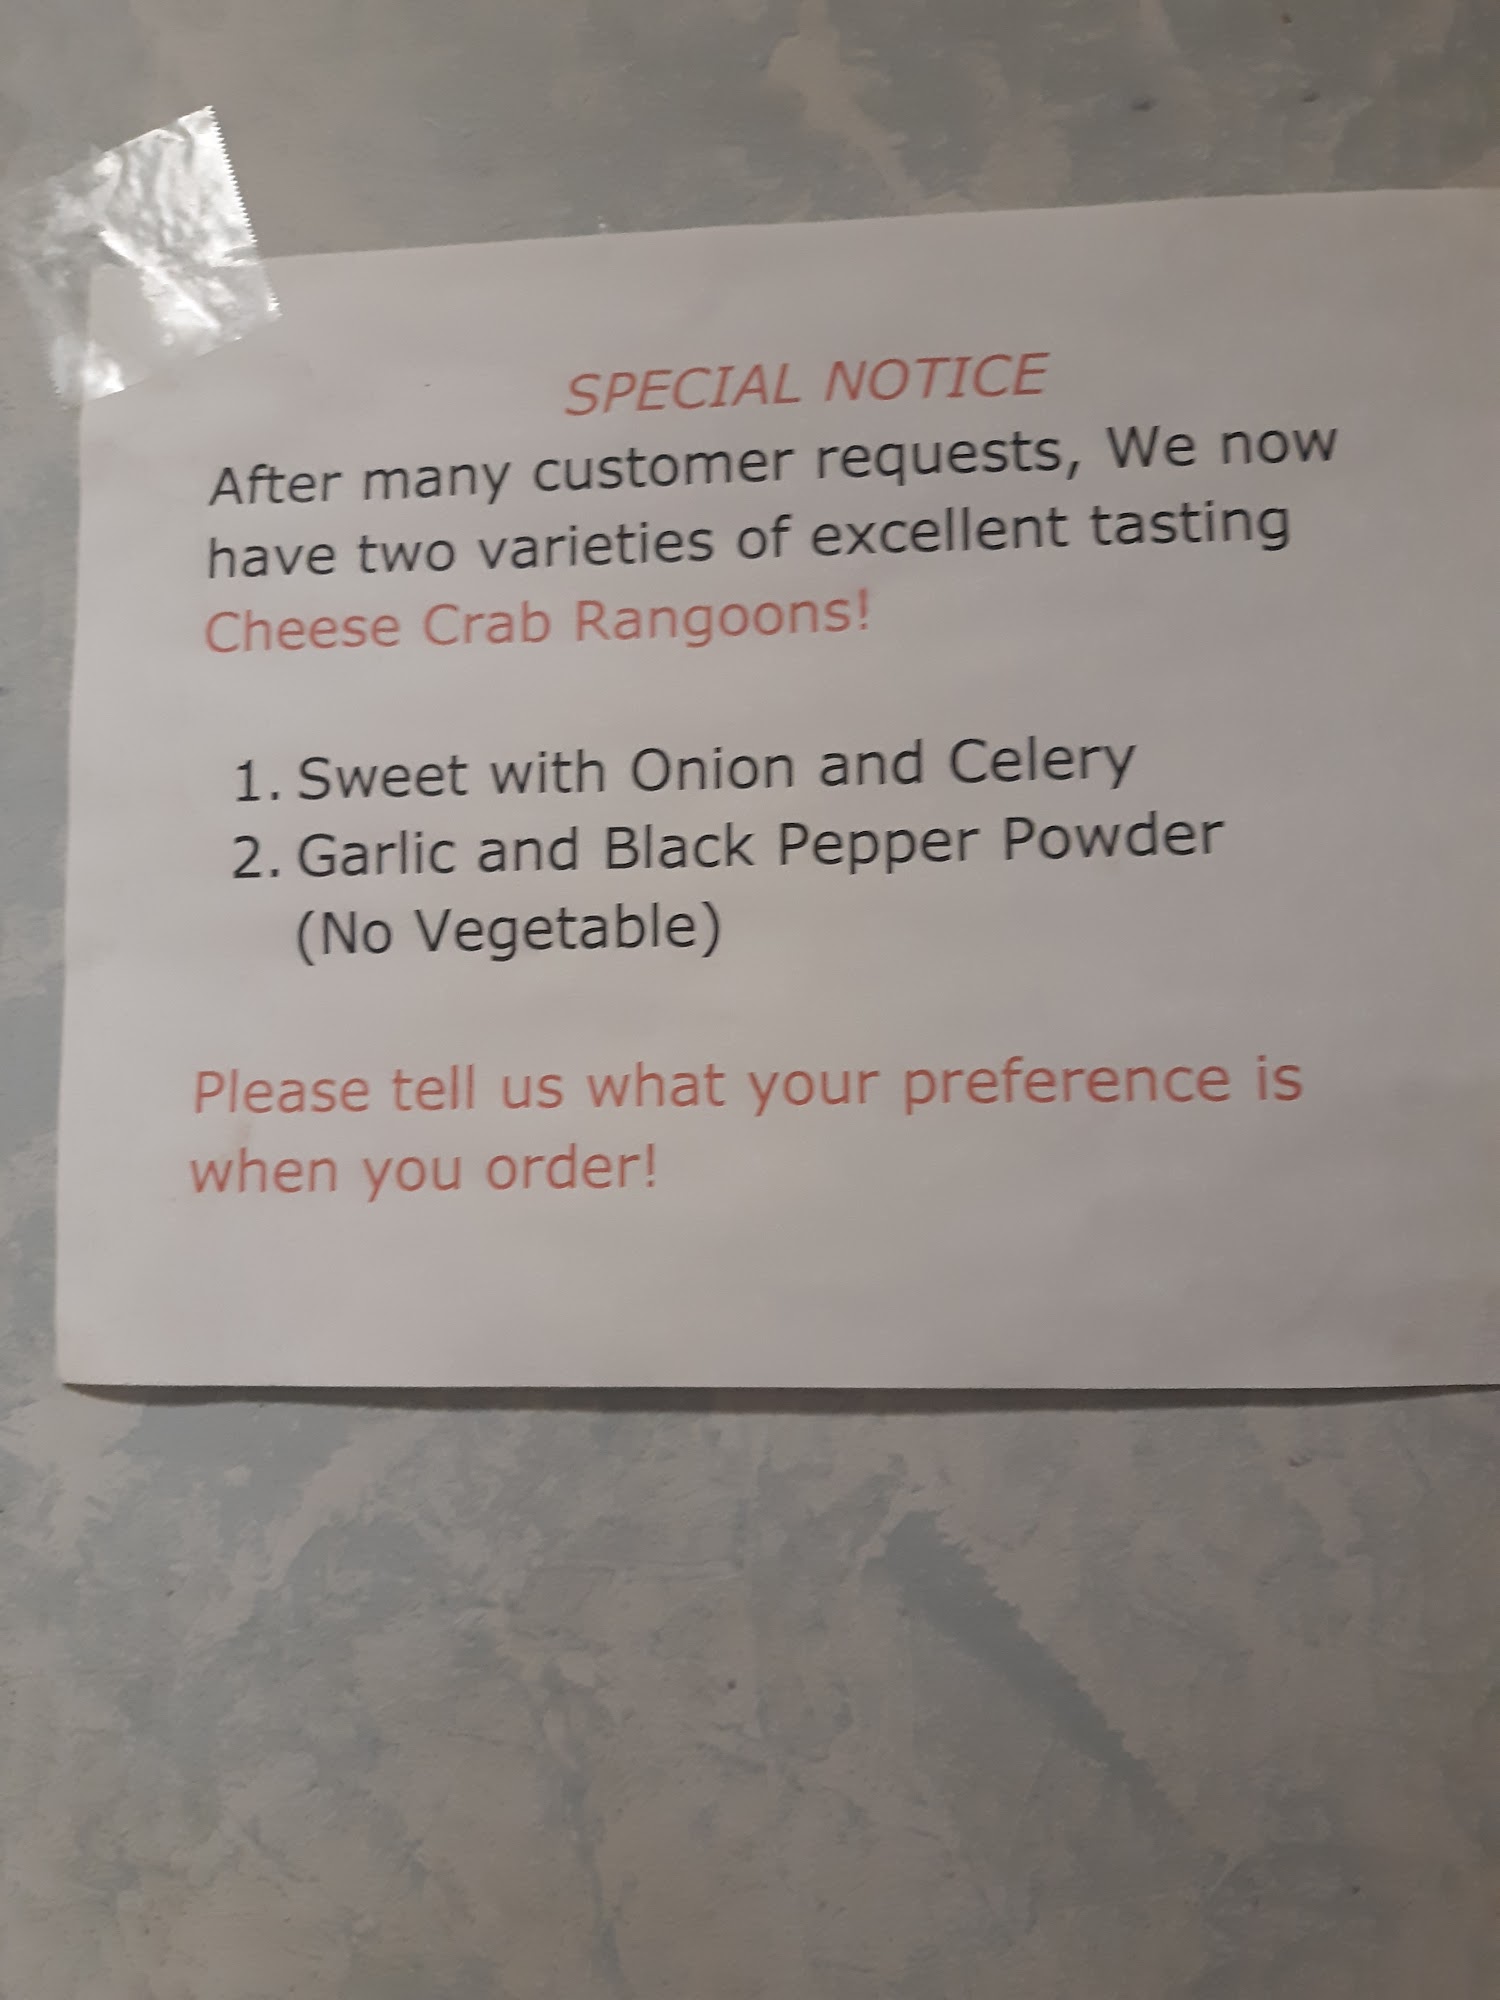 SPECIAL NOTICE
After many customer requests, We now
have two varieties of excellent tasting
Cheese Crab Rangoons!
1. Sweet with Onion and Celery
2. Garlic and Black Pepper Powder
(No Vegetable)
Please tell us what your preference is
when you order!